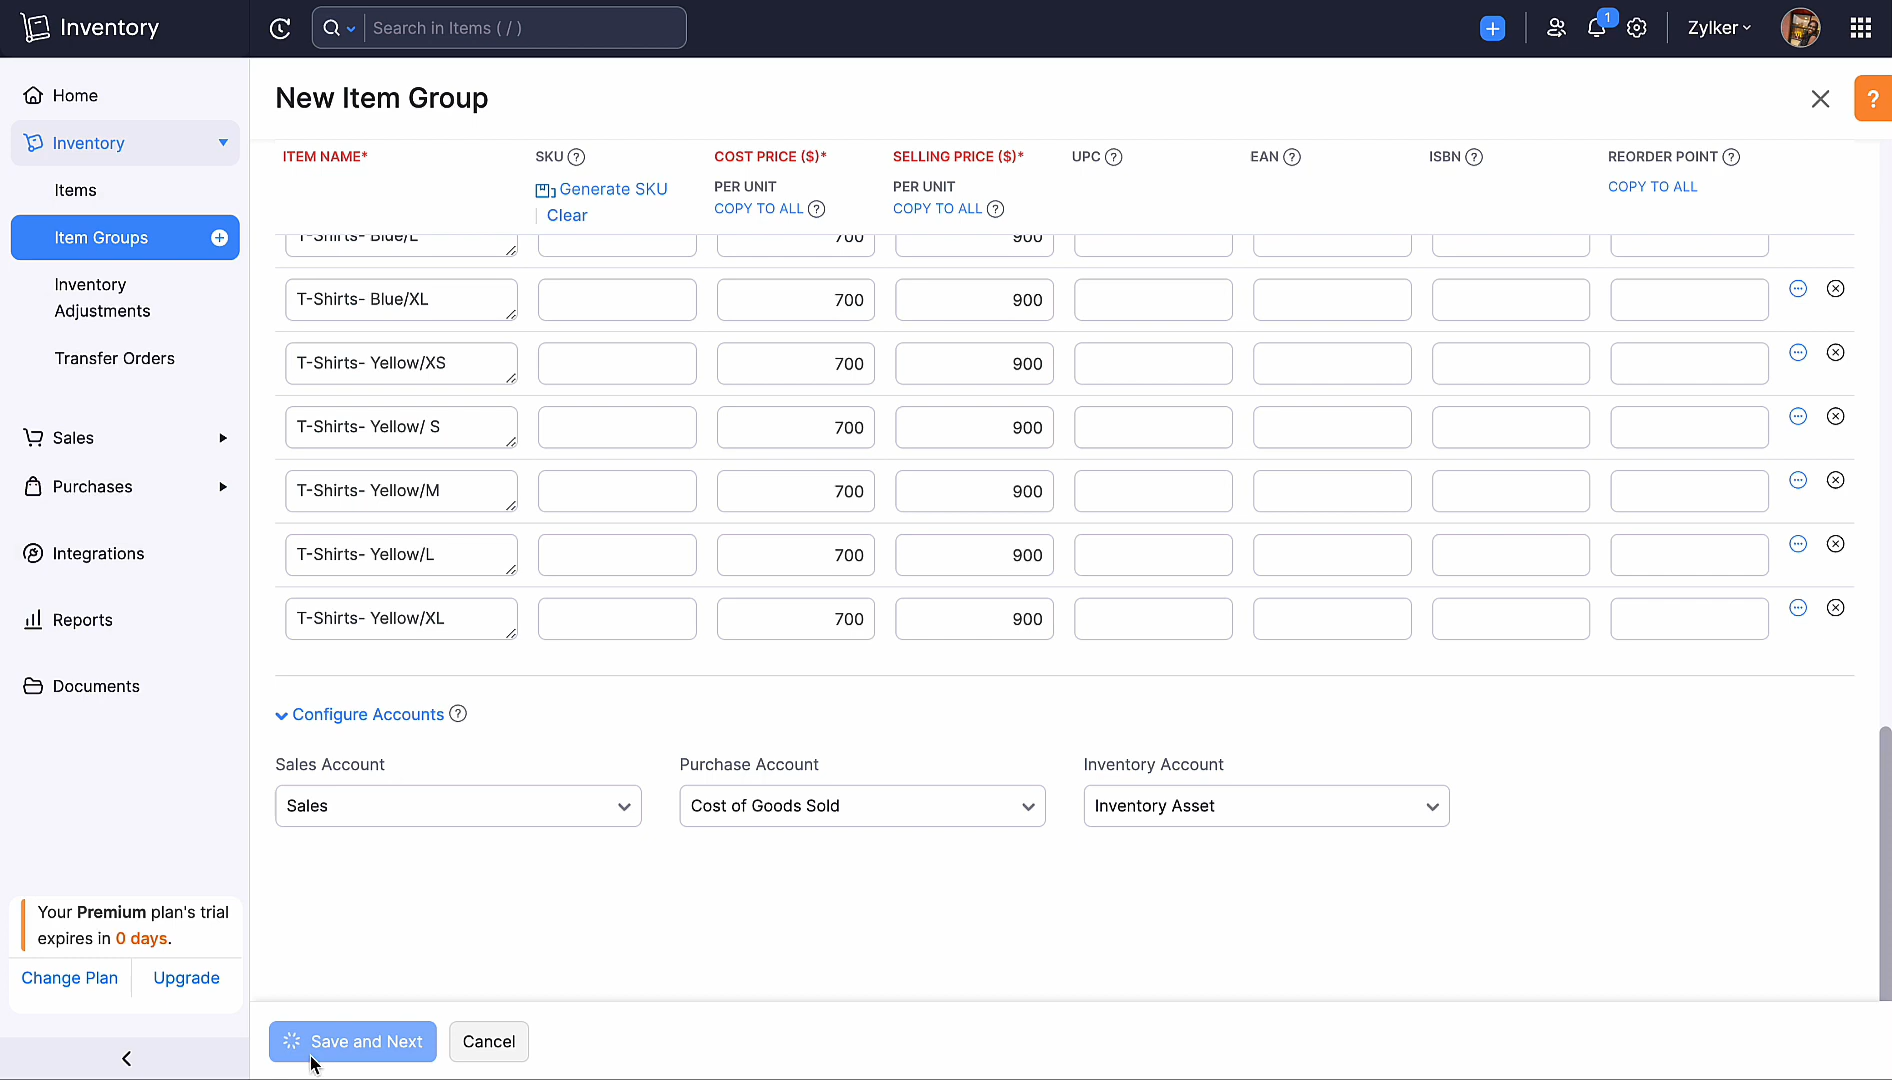 Inventory
Search in Items ( / )
1
Zylker
Home
Inventory
Items
Item Groups
Inventory
Adjustments
Transfer Orders
Sales
Purchases
Integrations
Reports
Documents
Your Premium plan's trial
expires in 0 days.
Change Plan
Upgrade
New Item Group
?
ITEM NAME*
SKU ?
COST PRICE ($)*
SELLING PRICE ($)*
UPC ?
EAN ?
ISBN ?
REORDER POINT ?
Generate SKU
Clear
PER UNIT
COPY TO ALL ?
PER UNIT
COPY TO ALL ?
COPY TO ALL
T-Shirts- Blue/L 700 900
T-Shirts- Blue/XL 700 900
T-Shirts- Yellow/XS 700 900
T-Shirts- Yellow/ S 700 900
T-Shirts- Yellow/M 700 900
T-Shirts- Yellow/L 700 900
T-Shirts- Yellow/XL 700 900
Configure Accounts ?
Sales Account
Purchase Account
Inventory Account
Sales
Cost of Goods Sold
Inventory Asset
Save and Next
Cancel